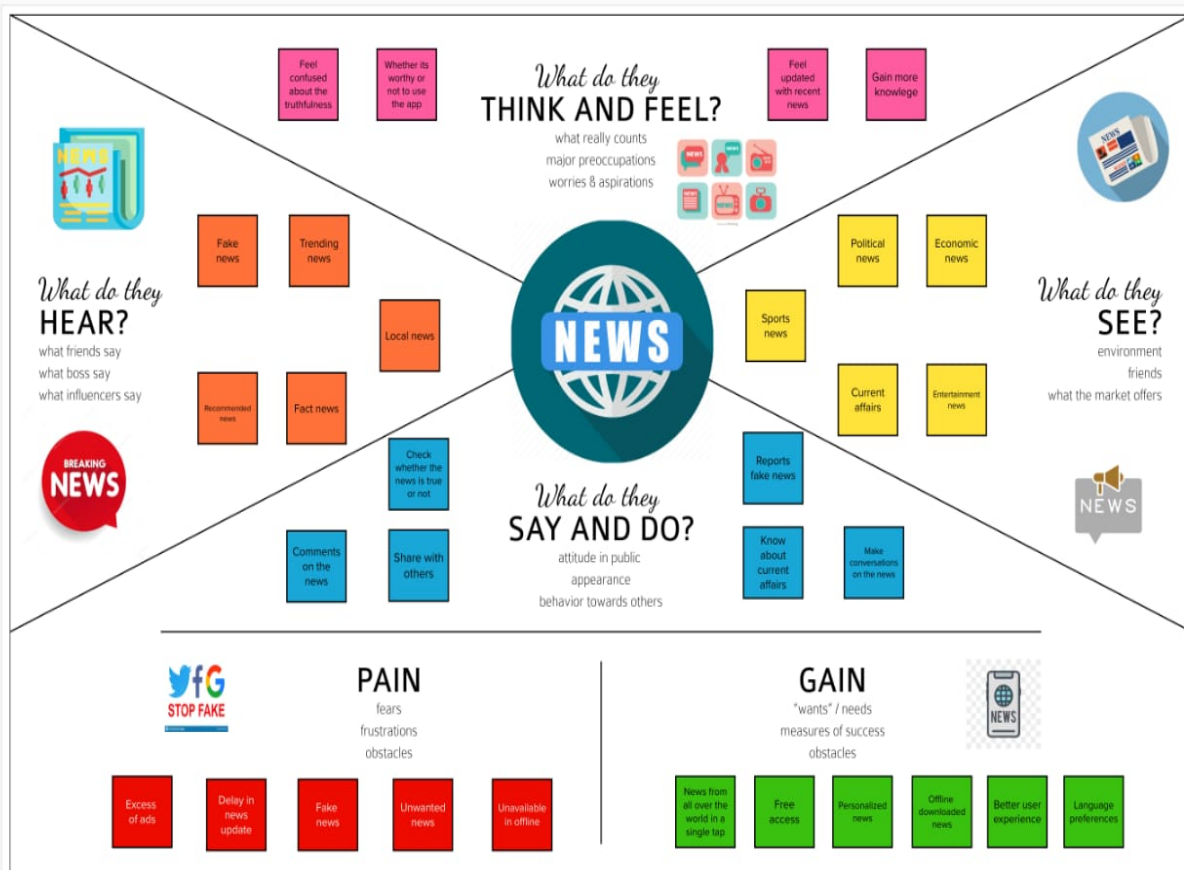 Feel
confused
about the
truthfulness
Whether its
worthy or
not to use
the app
What do they
THINK AND FEEL?
what really counts
major preoccupations
worries & aspirations
Feel
updated
with recent
news
Gain more
knowlege
NEWS
NEWS
NEWS
NEWS
NEWS
NEWS
Fake
news
Trending
news
Local news
Recommended
news
Fact news
What do they
HEAR?
what friends say
what boss say
what influencers say
BREAKING
NEWS
NEWS
Political
news
Economic
news
Sports
news
Current
affairs
Entertainment
news
What do they
SEE?
environment
friends
what the market offers
NEWS
Check
whether the
news is true
or not
Comments
on the
news
Share with
others
What do they
SAY AND DO?
attitude in public
appearance
behavior towards others
Reports
fake news
Know
about
current
affairs
Make
conversations
on the news
fG
STOP FAKE
PAIN
fears
frustrations
obstacles
Excess
of ads
Delay in
news
update
Fake
news
Unwanted
news
Unavailable
in offline
GAIN
"wants" / needs
measures of success
obstacles
NEWS
News from
all over the
world in a
single tap
Free
access
Personalized
news
Offline
downloaded
news
Better user
experience
Language
preferences